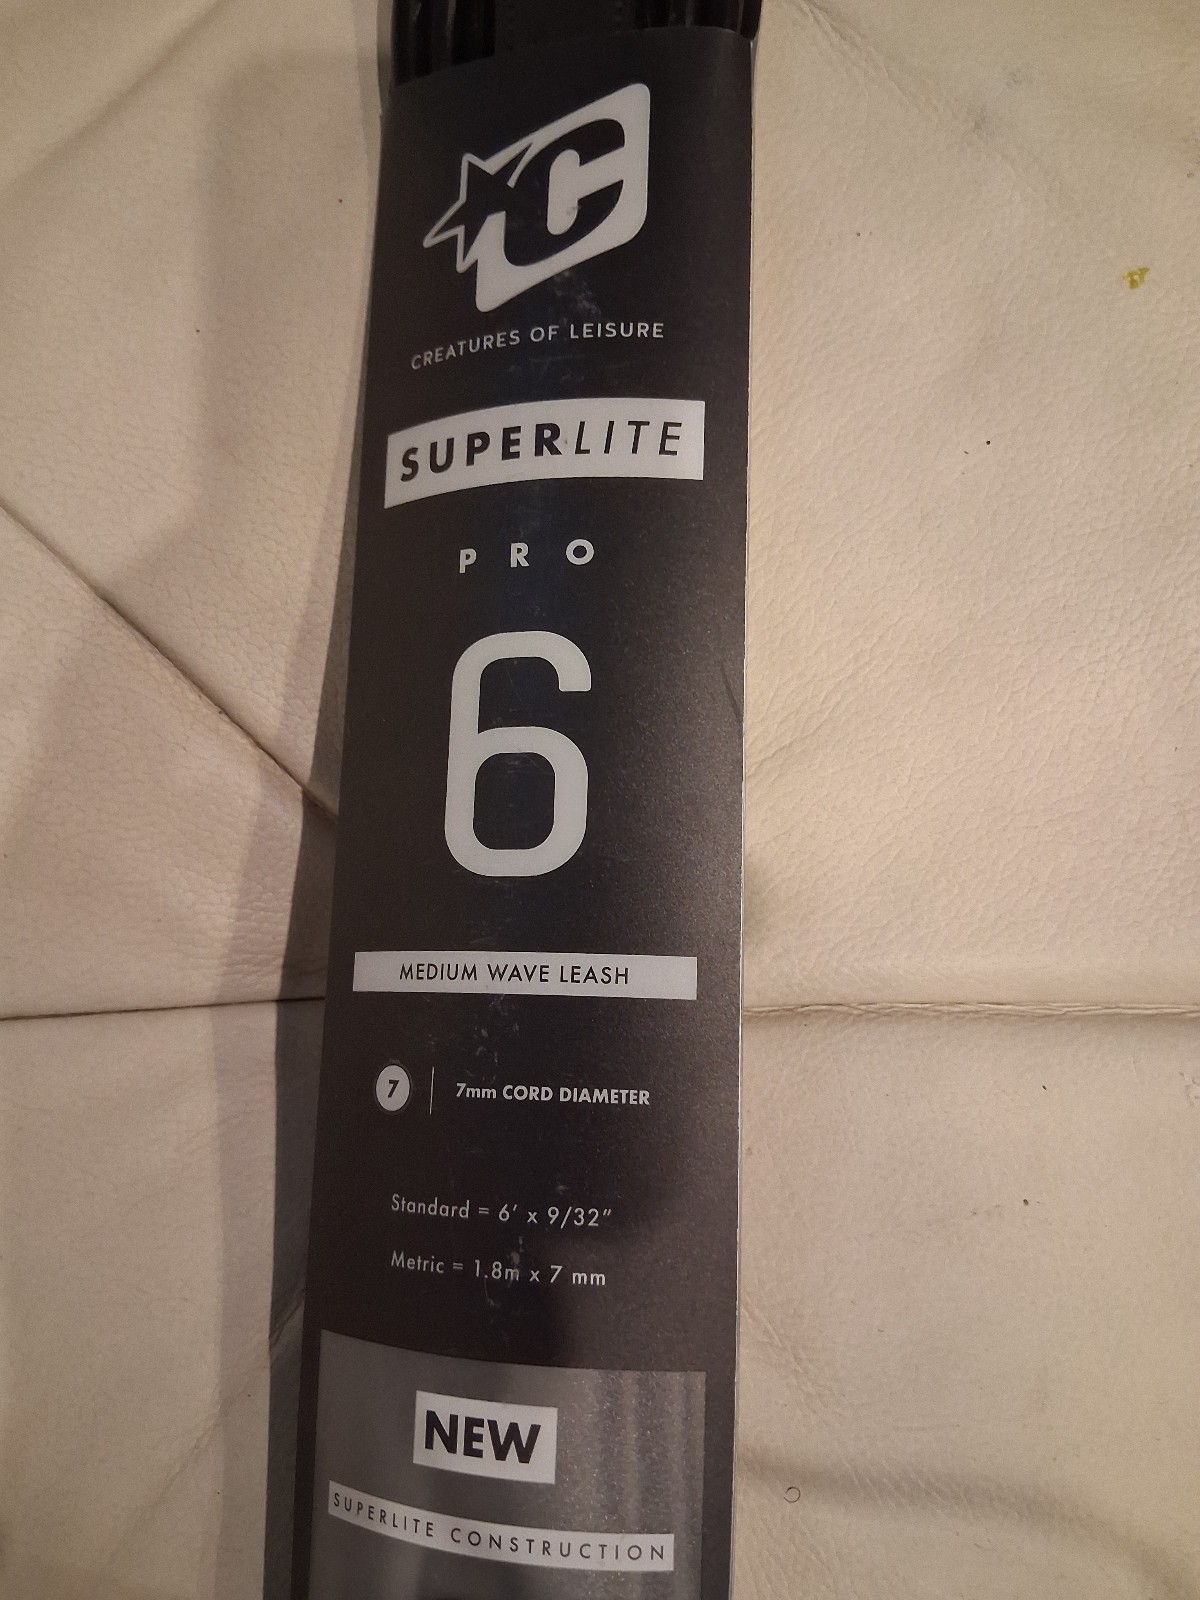 C
CREATURES OF LEISURE
SUPERLITE
PRO
6
MEDIUM WAVE LEASH
7 | 7mm CORD DIAMETER
Standard = 6' x 9/32"
Metric = 1.8m x 7 mm
NEW
SUPERLITE CONSTRUCTION